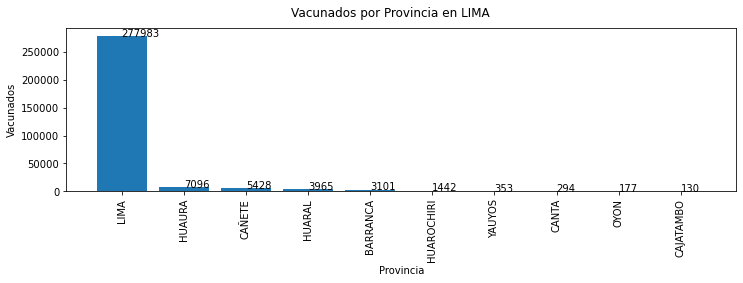 Vacunados por Provincia en LIMA
Vacunados
250000
200000
150000
100000
50000
0
277983
7096
5428
3965
3101
1442
353
294
177
130
LIMA
HUAURA
CAÑETE
HUARAL
BARRANCA
HUAROCHIRI
YAUYOS
CANTA
OYON
CAJATAMBO
Provincia